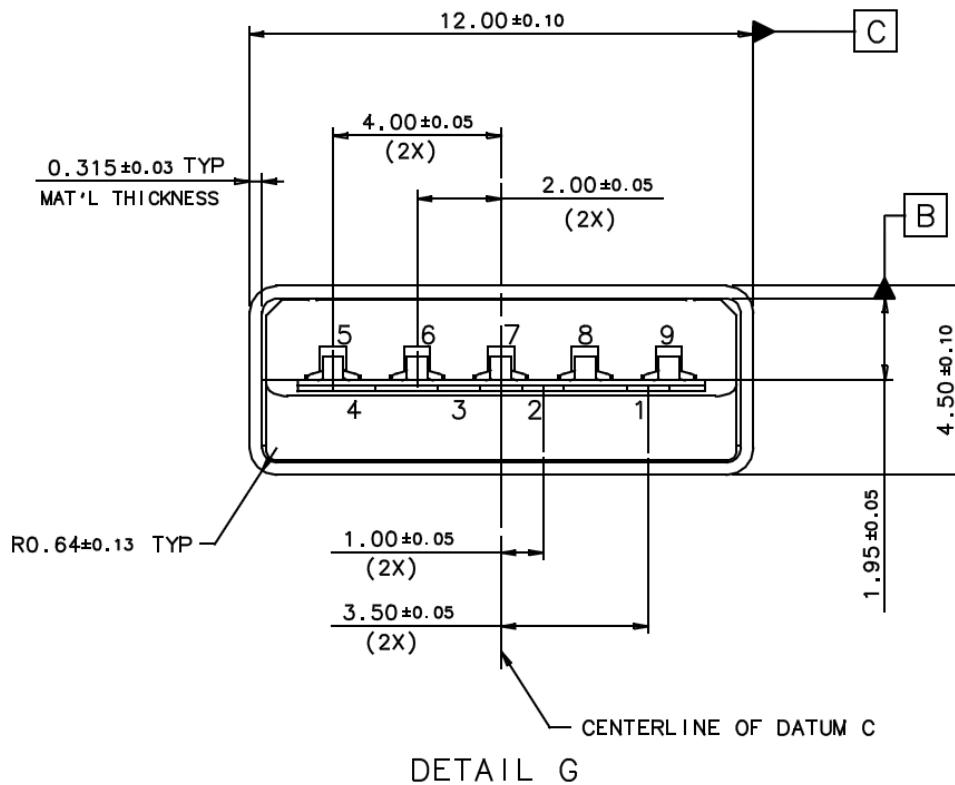 12.00±0.10
C
4.00±0.05
(2X)
0.315±0.03 TYP
MAT'L THICKNESS
2.00±0.05
(2X)
B
5 6 7 8 9
4 3 2 1
4.50±0.10
1.95±0.05
R0.64±0.13 TYP
1.00±0.05
(2X)
3.50±0.05
(2X)
CENTERLINE OF DATUM C
DETAIL G